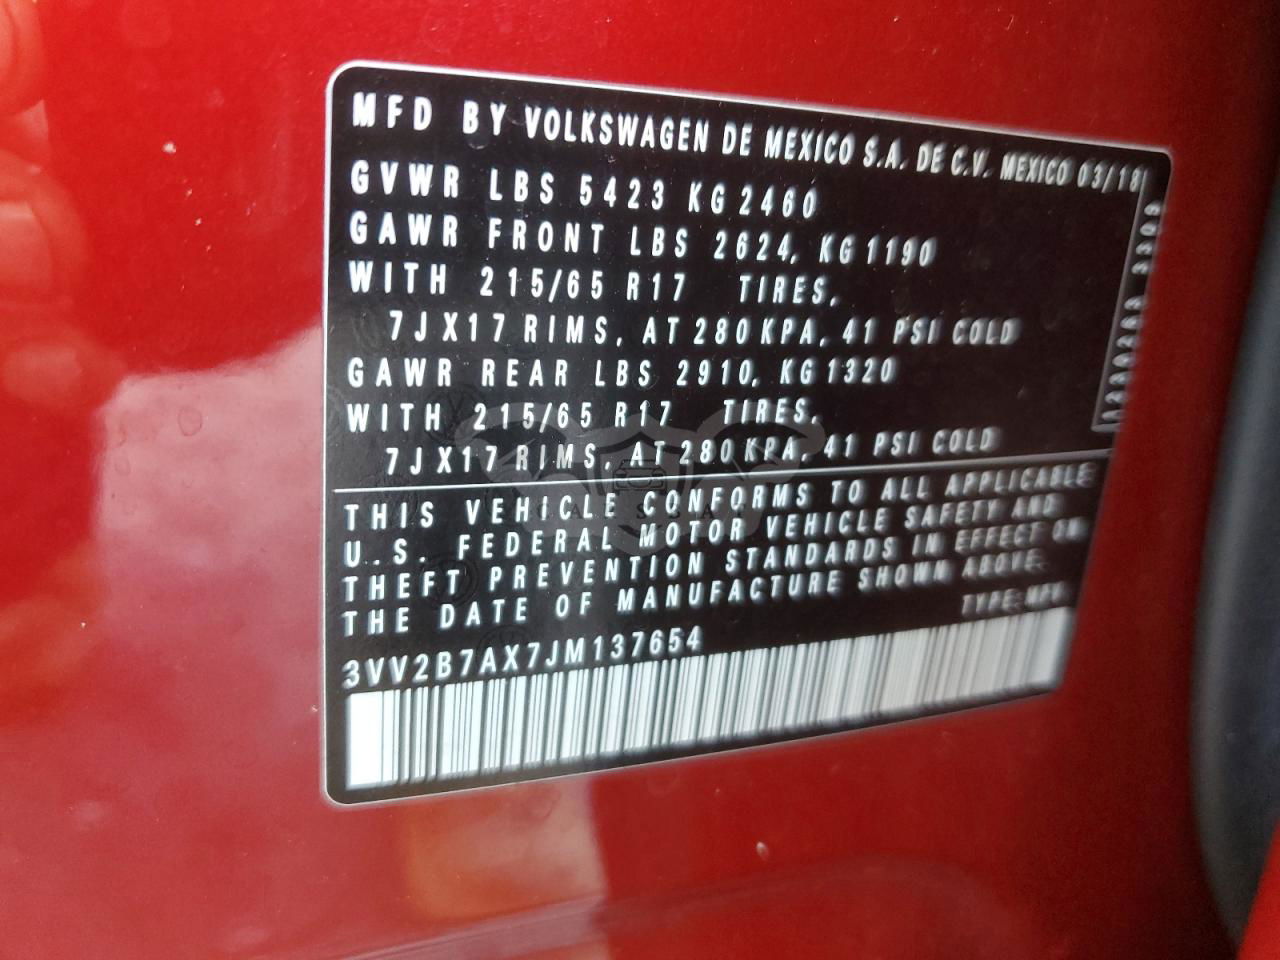 MFD BY VOLKSWAGEN DE MEXICO S.A. DE C.V. MEXICO 03/18
GVWR LBS 5423 KG 2460
GAWR FRONT LBS 2624, KG 1190
WITH 215/65 R17 TIRES,
7JX17 RIMS, AT 280 KPA, 41 PSI COLD
GAWR REAR LBS 2910, KG 1320
WITH 215/65 R17 TIRES,
7JX17 RIMS, AT 280 KPA, 41 PSI COLD
THIS VEHICLE CONFORMS TO ALL APPLICABLE
U.S. FEDERAL MOTOR VEHICLE SAFETY AND
THEFT PREVENTION STANDARDS IN EFFECT ON
THE DATE OF MANUFACTURE SHOWN ABOVE.
TYPE: MPV
3VV2B7AX7JM137654